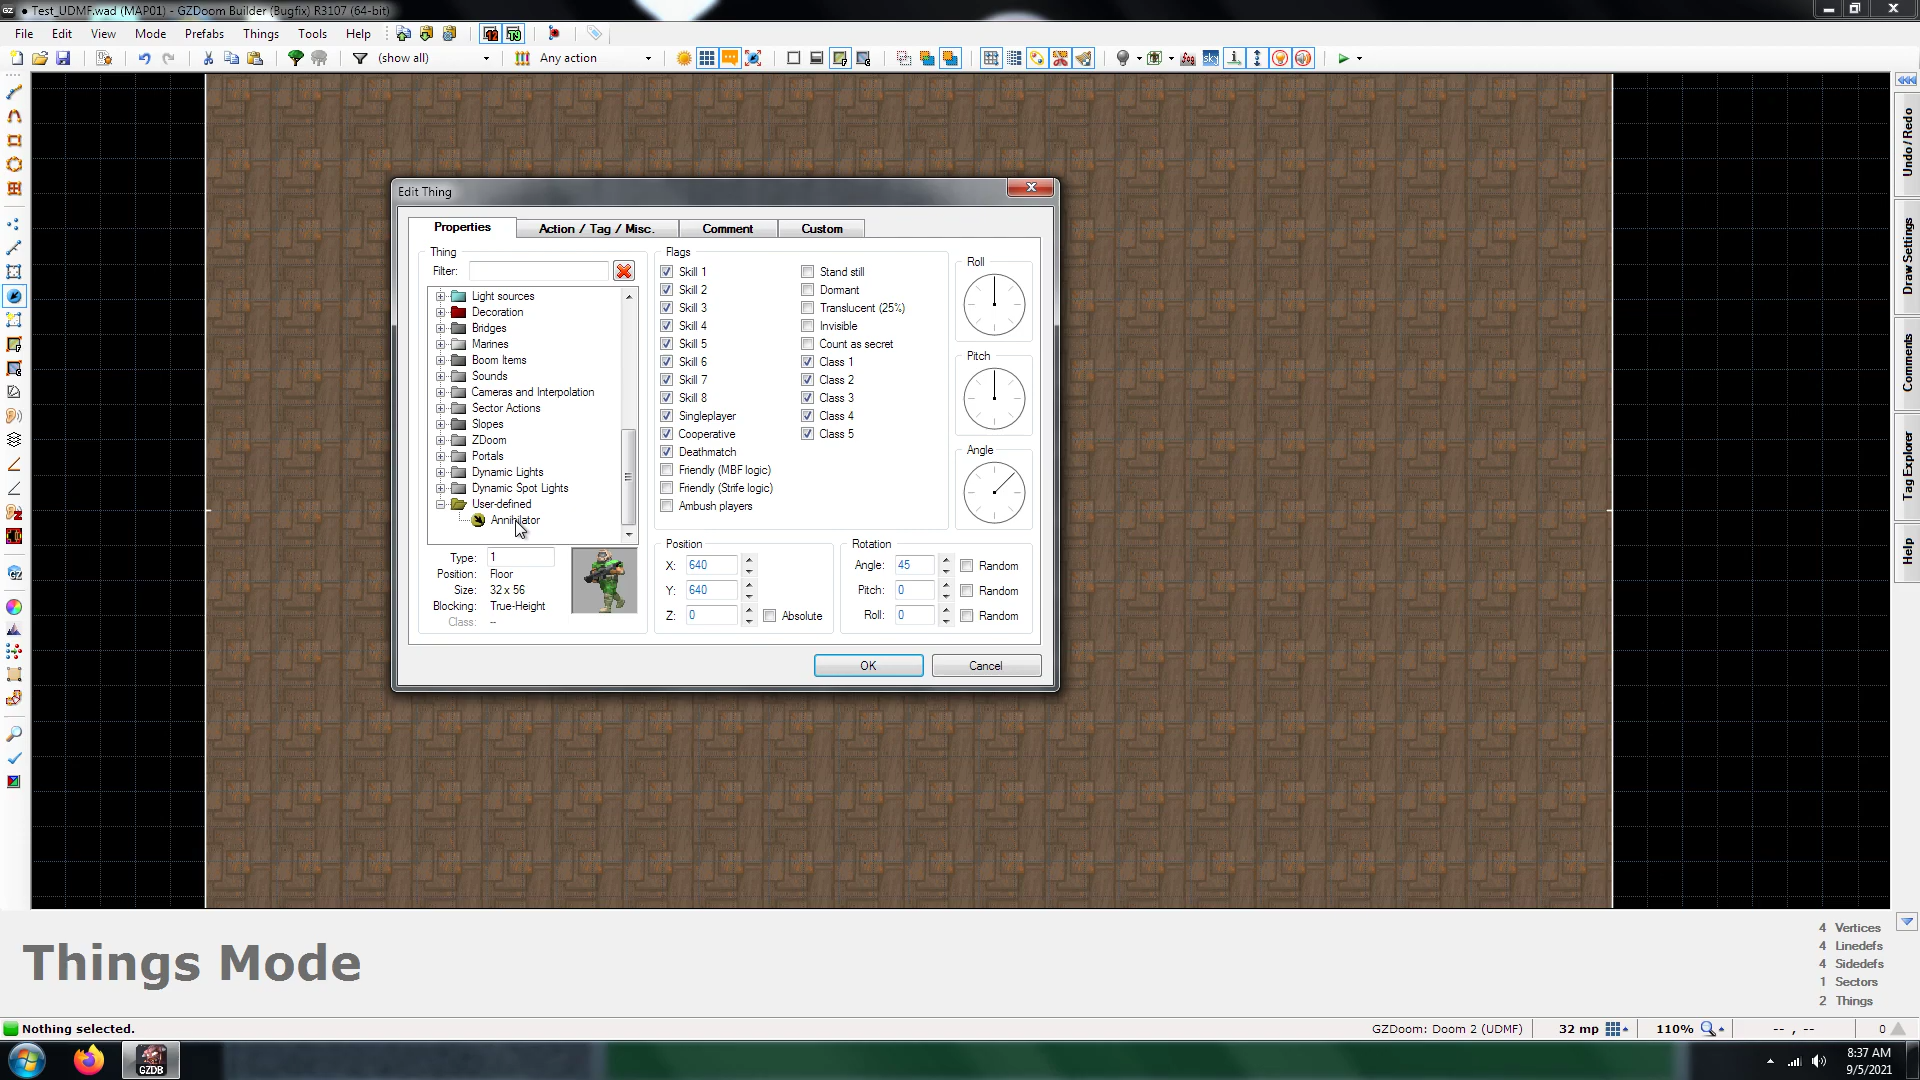 • Test_UDMF.wad (MAP01) - GZDoom Builder (Bugfix) R3107 (64-bit)
File Edit View Mode Prefabs Things Tools Help
(show all) Any action
Edit Thing
Properties Action / Tag / Misc. Comment Custom
Thing
Filter:
Light sources
Decoration
Bridges
Marines
Boom Items
Sounds
Cameras and Interpolation
Sector Actions
Slopes
ZDoom
Portals
Dynamic Lights
Dynamic Spot Lights
User-defined
Annihilator
Type: 1
Position: Floor
Size: 32 x 56
Blocking: True-Height
Class: --
Flags
Skill 1
Skill 2
Skill 3
Skill 4
Skill 5
Skill 6
Skill 7
Skill 8
Singleplayer
Cooperative
Deathmatch
Friendly (MBF logic)
Friendly (Strife logic)
Ambush players
Stand still
Dormant
Translucent (25%)
Invisible
Count as secret
Class 1
Class 2
Class 3
Class 4
Class 5
Roll
Pitch
Angle
Position
X: 640
Y: 640
Z: 0 Absolute
Rotation
Angle: 45 Random
Pitch: 0 Random
Roll: 0 Random
OK Cancel
Undo / Redo
Draw Settings
Comments
Tag Explorer
Help
Things Mode
4 Vertices
4 Linedefs
4 Sidedefs
1 Sectors
2 Things
Nothing selected.
GZDoom: Doom 2 (UDMF) 32 mp 110% -- , -- 0
GZDB
8:37 AM
9/5/2021